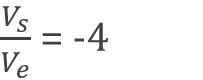 Vs/Ve = -4